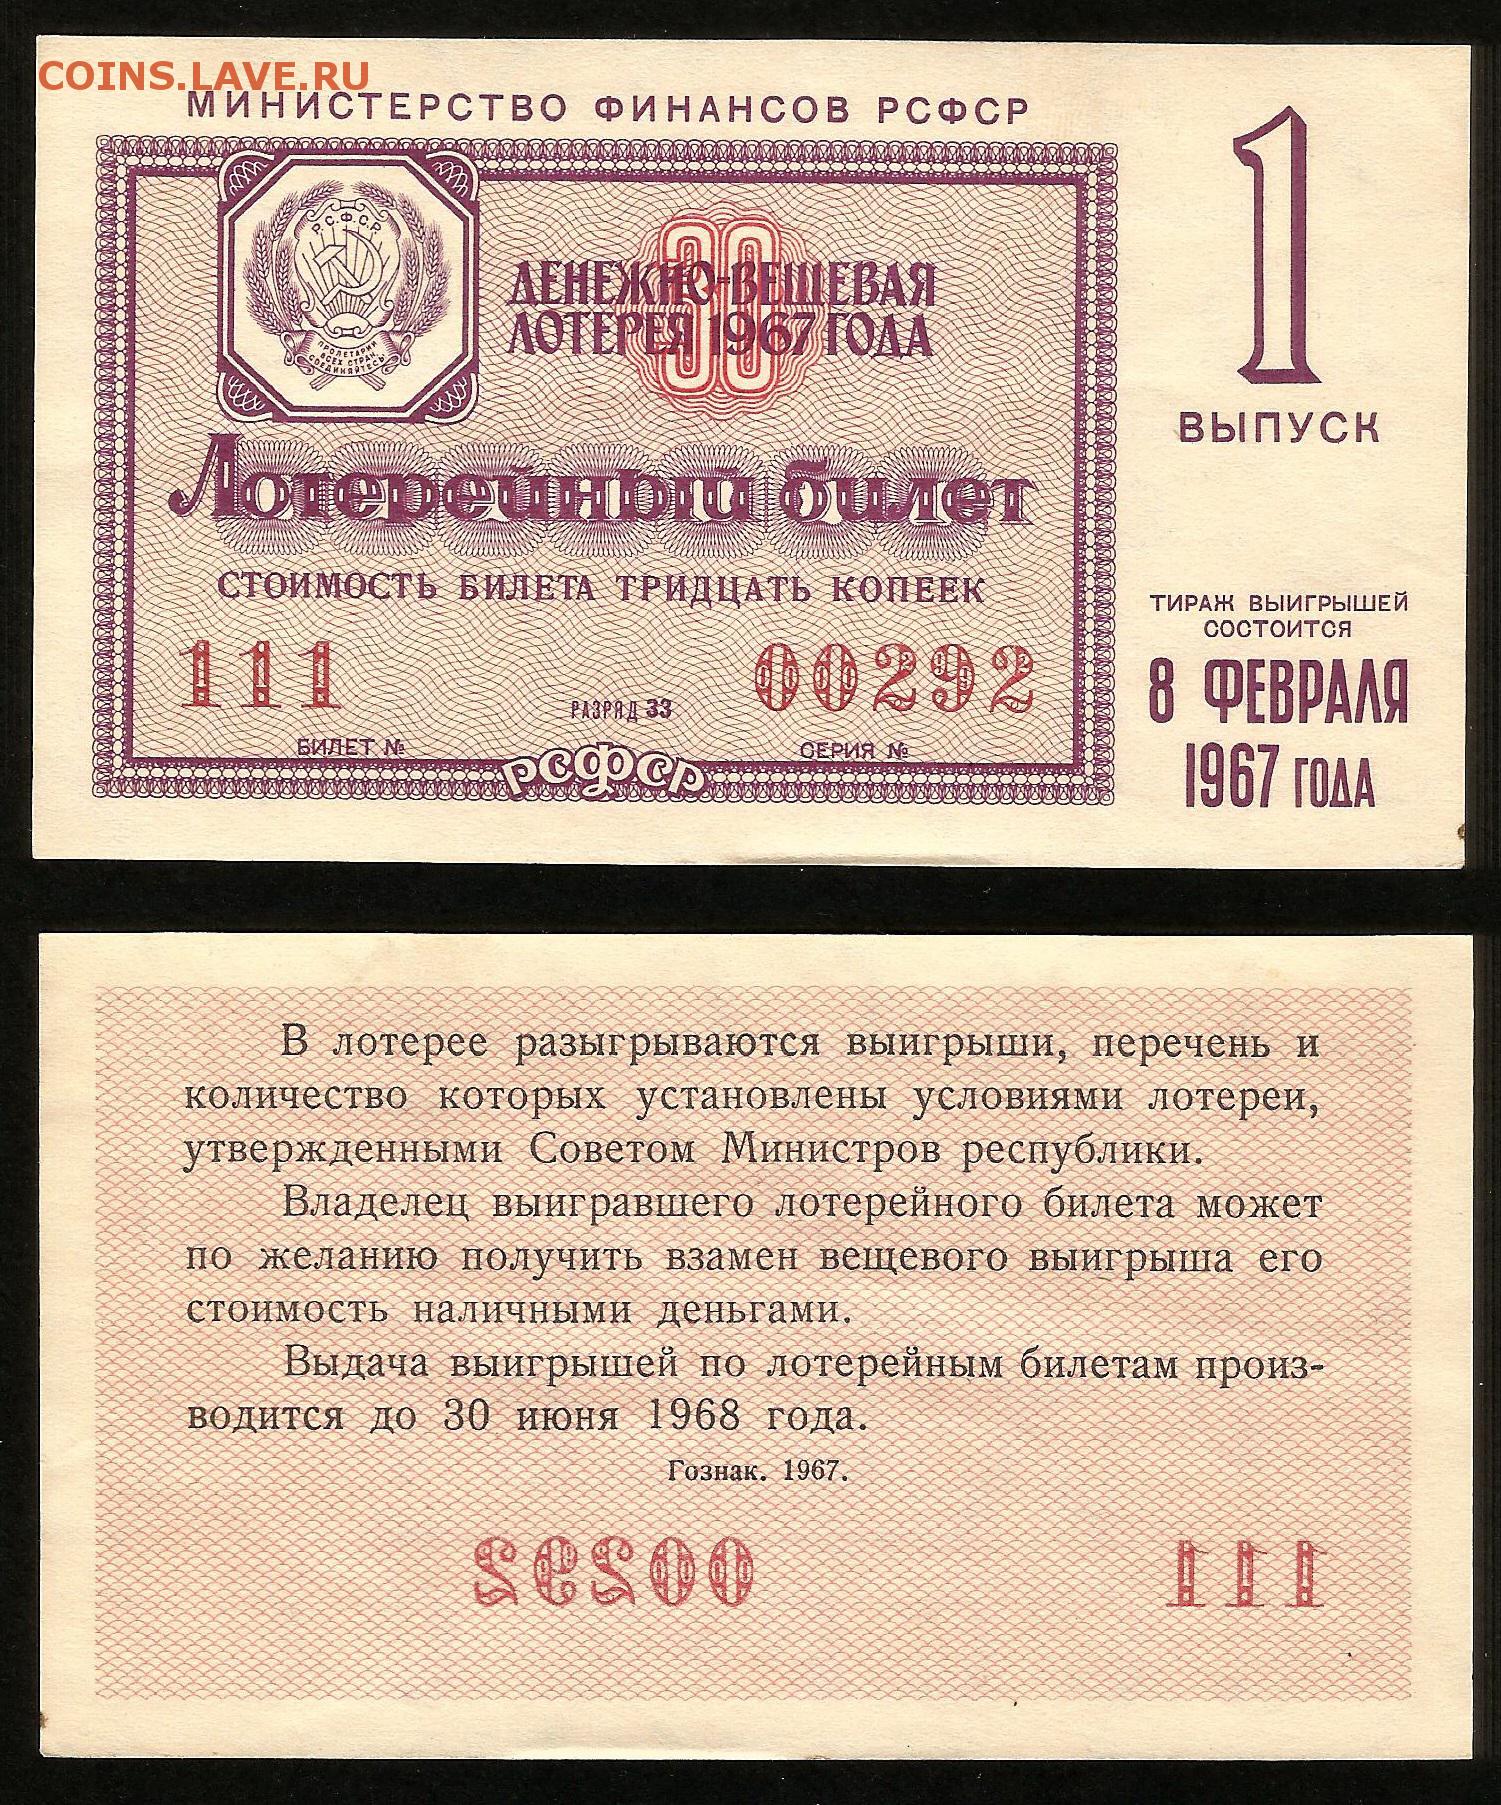 COINS.LAVE.RU
МИНИСТЕРСТВО ФИНАНСОВ РСФСР
Р.С.Ф.С.Р.
ПРОЛЕТАРИИ
ВСЕХ СТРАН,
СОЕДИНЯЙТЕСЬ!
30
ДЕНЕЖНО-ВЕЩЕВАЯ
ЛОТЕРЕЯ 1967 ГОДА
Лотерейный билет
СТОИМОСТЬ БИЛЕТА ТРИДЦАТЬ КОПЕЕК
111 00292
РАЗРЯД 33
БИЛЕТ № СЕРИЯ №
РСФСР
1
ВЫПУСК
ТИРАЖ ВЫИГРЫШЕЙ
СОСТОИТСЯ
8 ФЕВРАЛЯ
1967 ГОДА
В лотерее разыгрываются выигрыши, перечень и
количество которых установлены условиями лотереи,
утвержденными Советом Министров республики.
Владелец выигравшего лотерейного билета может
по желанию получить взамен вещевого выигрыша его
стоимость наличными деньгами.
Выдача выигрышей по лотерейным билетам произ-
водится до 30 июня 1968 года.
Гознак. 1967.
00292 111